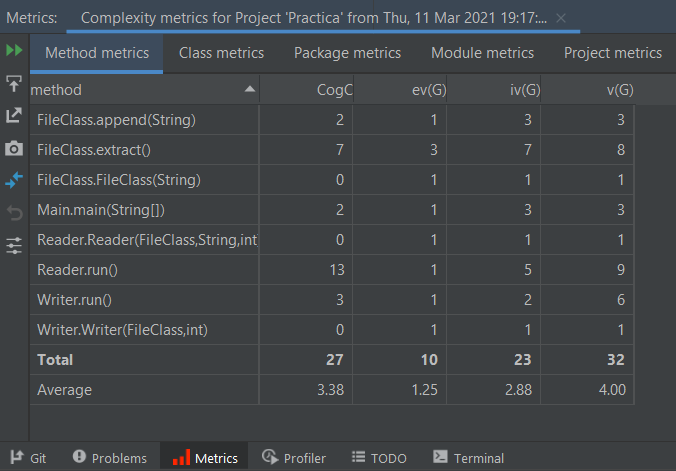 Metrics: Complexity metrics for Project 'Practica' from Thu, 11 Mar 2021 19:17:... ×
Method metrics Class metrics Package metrics Module metrics Project metrics
method CogC ev(G) iv(G) v(G)
FileClass.append(String) 2 1 3 3
FileClass.extract() 7 3 7 8
FileClass.FileClass(String) 0 1 1 1
Main.main(String[]) 2 1 3 3
Reader.Reader(FileClass,String,int 0 1 1 1
Reader.run() 13 1 5 9
Writer.run() 3 1 2 6
Writer.Writer(FileClass,int) 0 1 1 1
Total 27 10 23 32
Average 3.38 1.25 2.88 4.00
Git Problems Metrics Profiler TODO Terminal